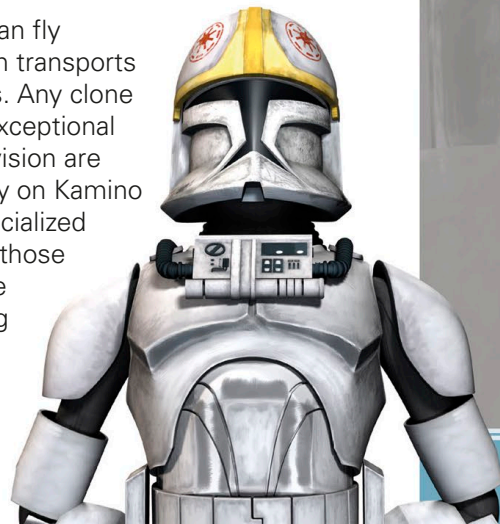 an fly
n transports
s. Any clone
xceptional
vision are
y on Kamino
cialized
those
e
g